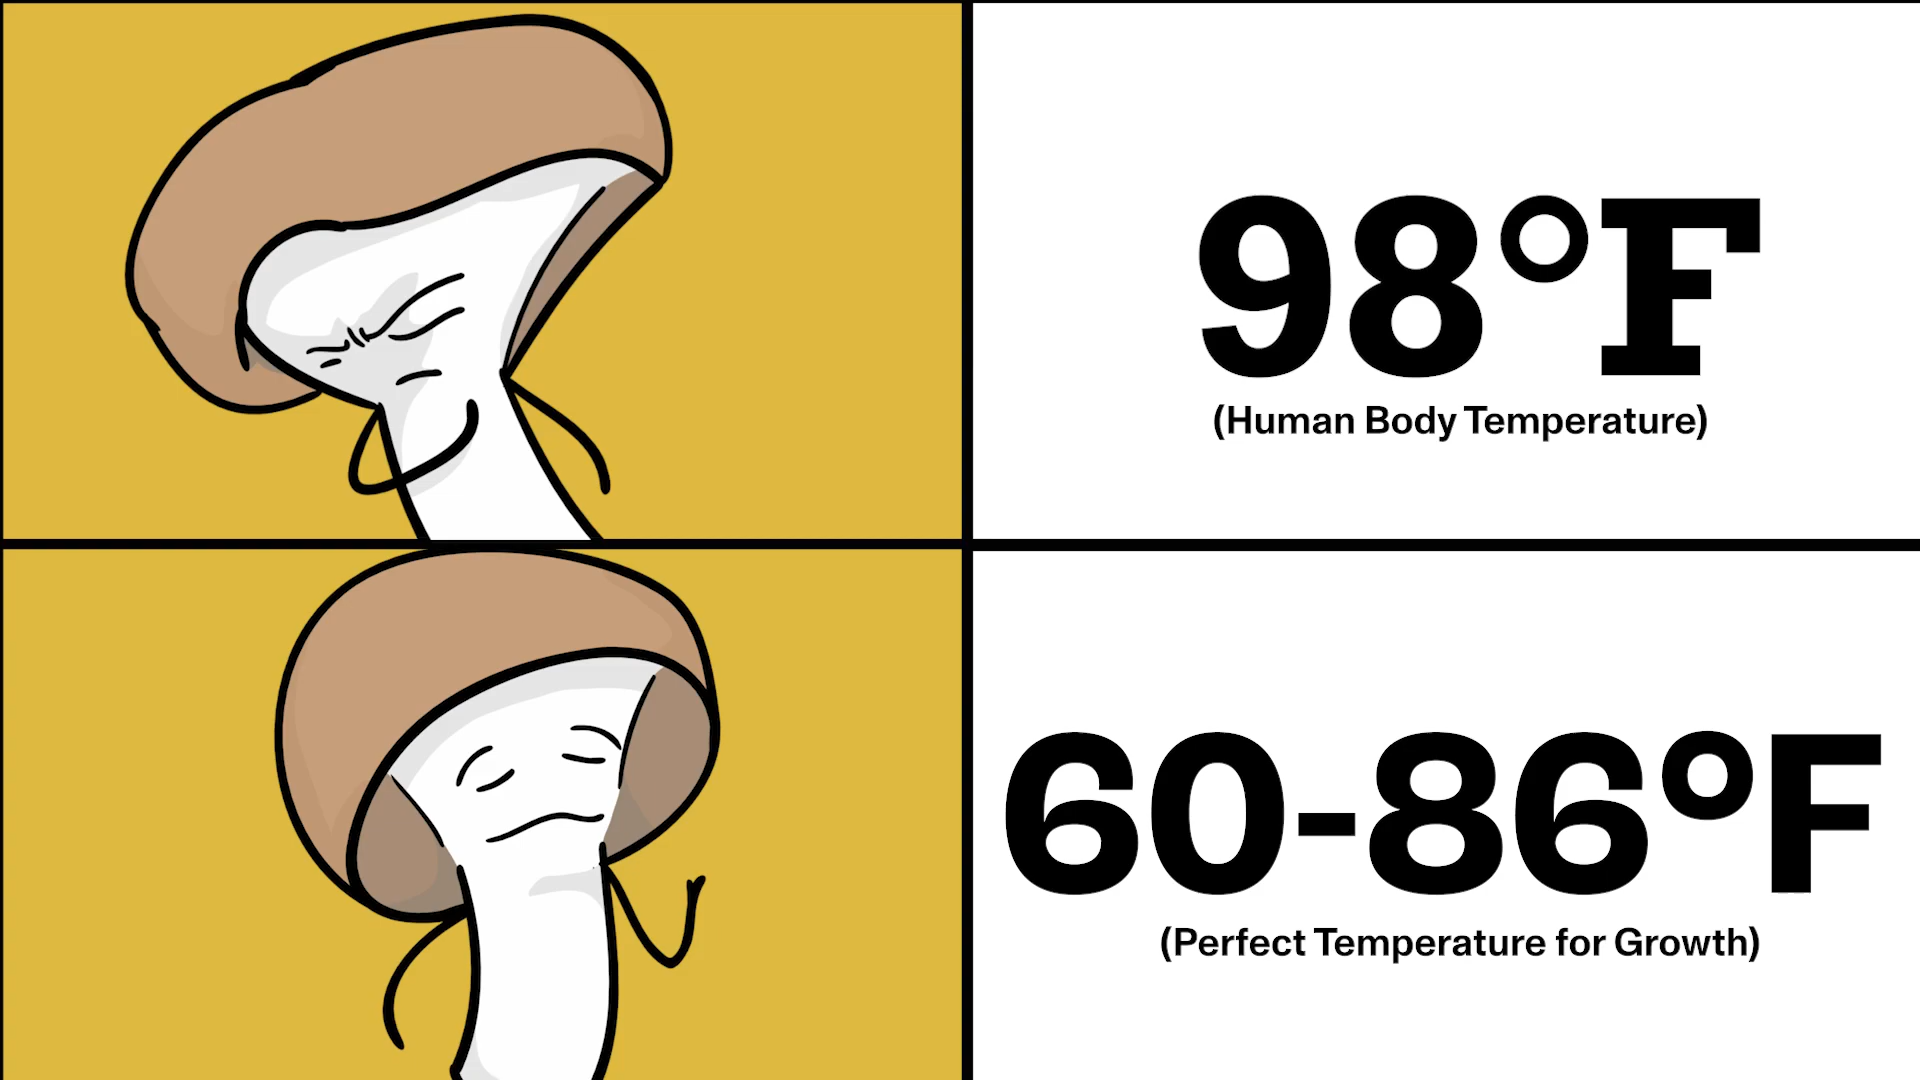 98°F
(Human Body Temperature)
60-86°F
(Perfect Temperature for Growth)